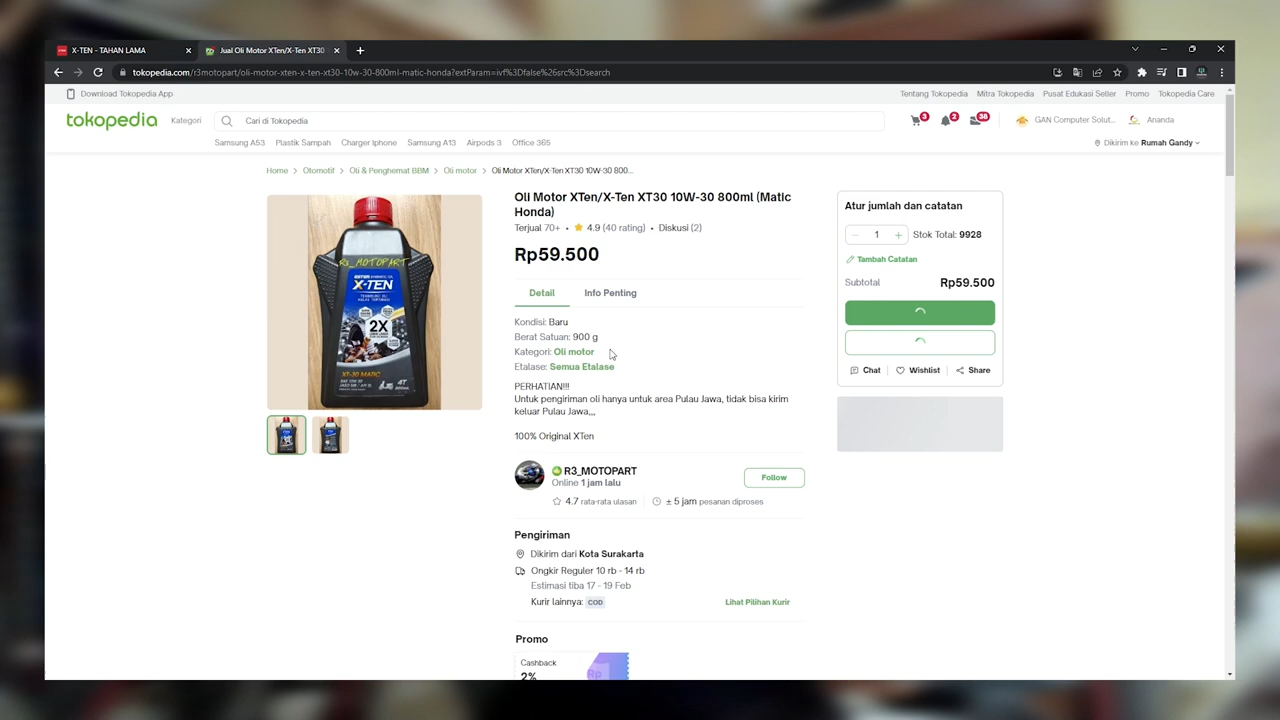 X-TEN - TAHAN LAMA
Jual Oli Motor XTen/X-Ten XT30
tokopedia.com/r3motopart/oli-motor-xten-x-ten-xt30-10w-30-800ml-matic-honda?extParam=ivf%3Dfalse%26src%3Dsearch
Download Tokopedia App
Tentang Tokopedia
Mitra Tokopedia
Pusat Edukasi Seller
Promo
Tokopedia Care
tokopedia
Kategori
Cari di Tokopedia
3
2
38
GAN Computer Solut...
Ananda
Samsung A53
Plastik Sampah
Charger Iphone
Samsung A13
Airpods 3
Office 365
Dikirim ke Rumah Gandy
Home > Otomotif > Oli & Penghemat BBM > Oli motor > Oli Motor XTen/X-Ten XT30 10W-30 800...
R3_MOTOPART
X-TEN
2X
XT-30 MATIC
4T
Oli Motor XTen/X-Ten XT30 10W-30 800ml (Matic
Honda)
Terjual 70+ • 4.9 (40 rating) • Diskusi (2)
Rp59.500
Detail
Info Penting
Kondisi: Baru
Berat Satuan: 900 g
Kategori: Oli motor
Etalase: Semua Etalase
PERHATIAN!!!
Untuk pengiriman oli hanya untuk area Pulau Jawa, tidak bisa kirim
keluar Pulau Jawa,,,
100% Original XTen
R3_MOTOPART
Online 1 jam lalu
Follow
4.7 rata-rata ulasan
± 5 jam pesanan diproses
Pengiriman
Dikirim dari Kota Surakarta
Ongkir Reguler 10 rb - 14 rb
Estimasi tiba 17 - 19 Feb
Kurir lainnya: COD
Lihat Pilihan Kurir
Promo
Cashback
2%
Rp
Atur jumlah dan catatan
1
Stok Total: 9928
Tambah Catatan
Subtotal
Rp59.500
Chat
Wishlist
Share